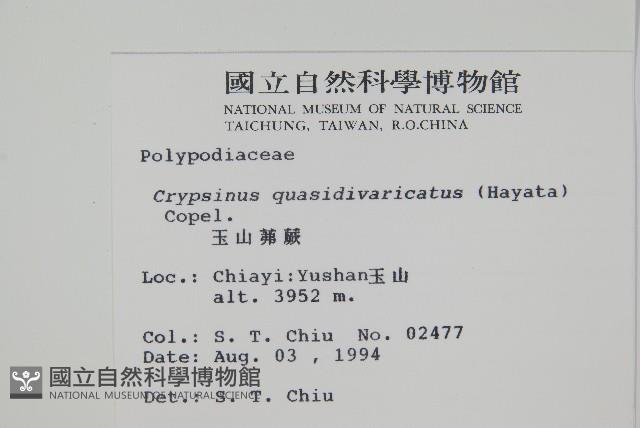 國立自然科學博物館
NATIONAL MUSEUM OF NATURAL SCIENCE
TAICHUNG, TAIWAN, R.O.CHINA
Polypodiaceae
Crypsinus quasidivaricatus (Hayata)
Copel.
玉山茀蕨
Loc.: Chiayi:Yushan玉山
alt. 3952 m.
Col.: S. T. Chiu No. 02477
Date: Aug. 03 , 1994
Det.: S. T. Chiu
國立自然科學博物館
NATIONAL MUSEUM OF NATURAL SCIENCE